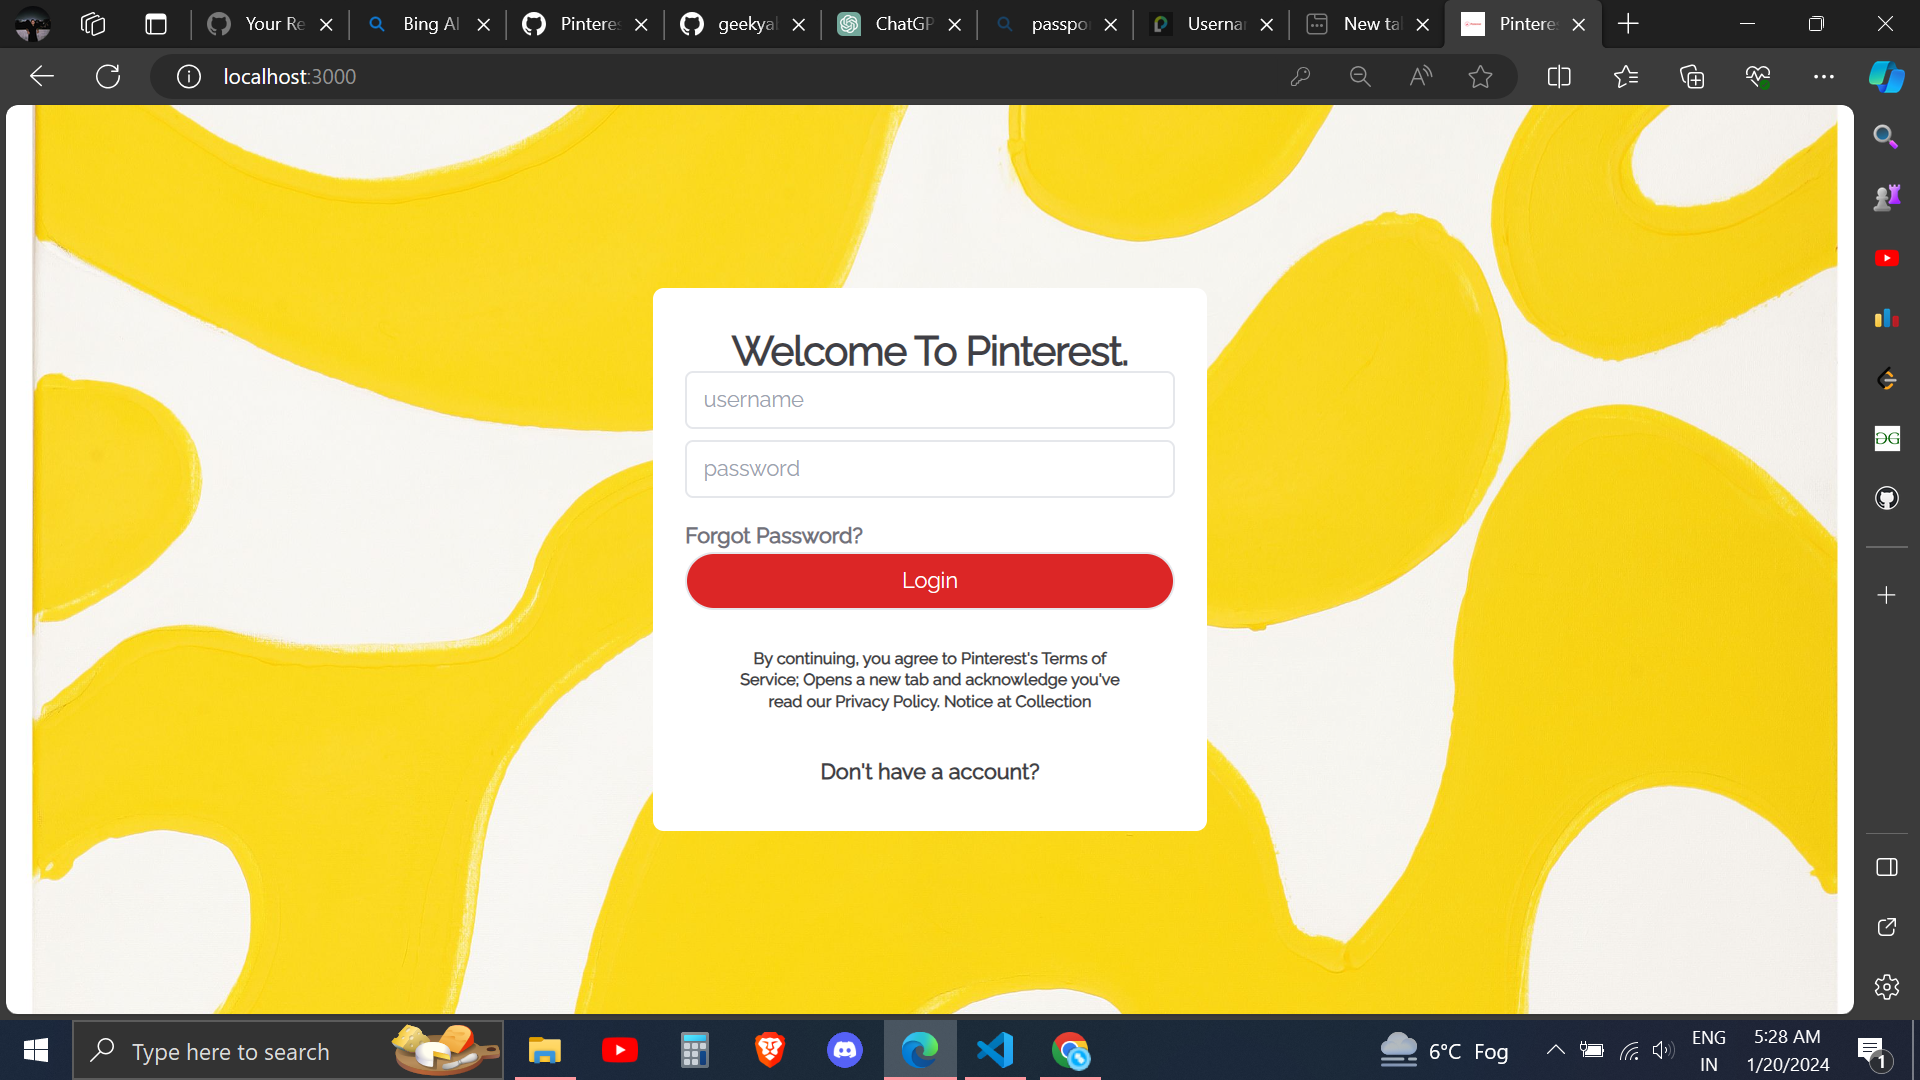 Your Re
Bing AI
Pinteres
geekyal
ChatGP
passpo
Userna
New tal
Pinteres
localhost:3000
Welcome To Pinterest.
username
password
Forgot Password?
Login
By continuing, you agree to Pinterest's Terms of
Service; Opens a new tab and acknowledge you've
read our Privacy Policy. Notice at Collection
Don't have a account?
Type here to search
6°C Fog
ENG
IN
5:28 AM
1/20/2024
1